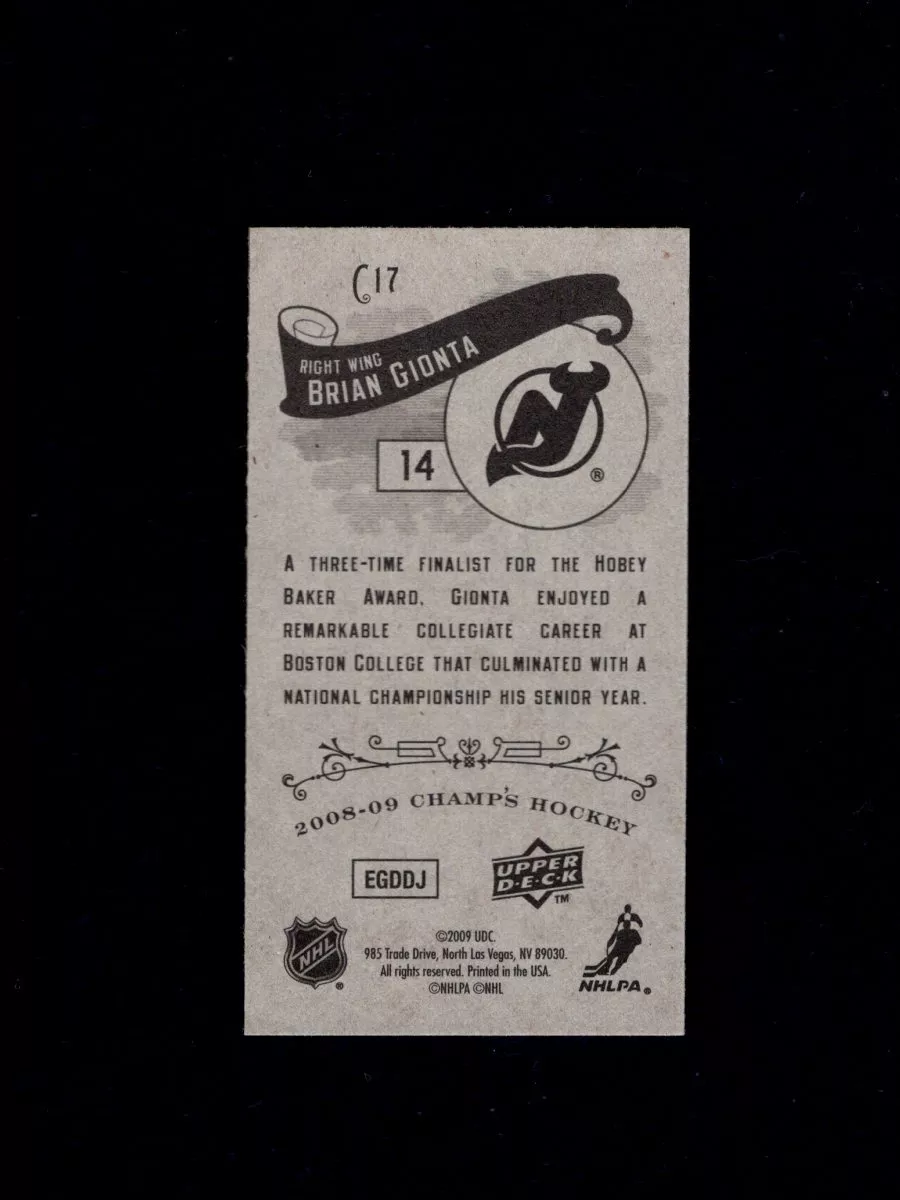 C17
RIGHT WING
BRIAN GIONTA
14
®
A THREE-TIME FINALIST FOR THE HOBEY
BAKER AWARD, GIONTA ENJOYED A
REMARKABLE COLLEGIATE CAREER AT
BOSTON COLLEGE THAT CULMINATED WITH A
NATIONAL CHAMPIONSHIP HIS SENIOR YEAR.
2008-09 CHAMP'S HOCKEY
EGDDJ
UPPER
D·E·C·K
TM
NHL
®
©2009 UDC.
985 Trade Drive, North Las Vegas, NV 89030.
All rights reserved. Printed in the USA.
©NHLPA ©NHL
NHLPA®